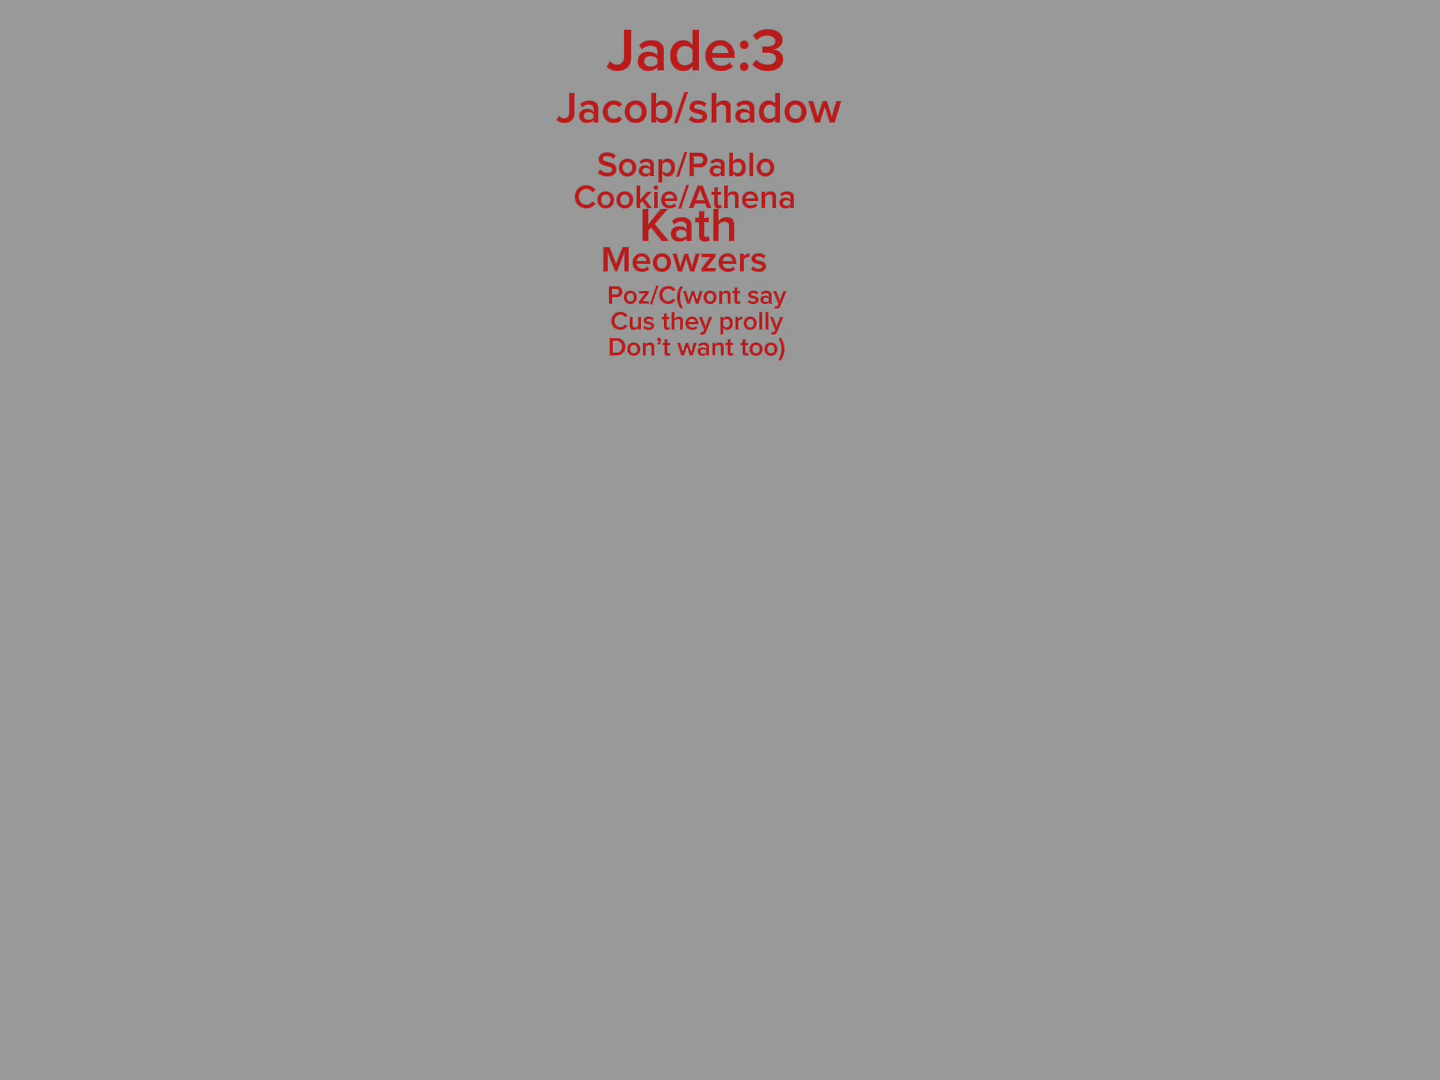 Jade:3
Jacob/shadow
Soap/Pablo
Cookie/Athena
Kath
Meowzers
Poz/C(wont say
Cus they prolly
Don’t want too)